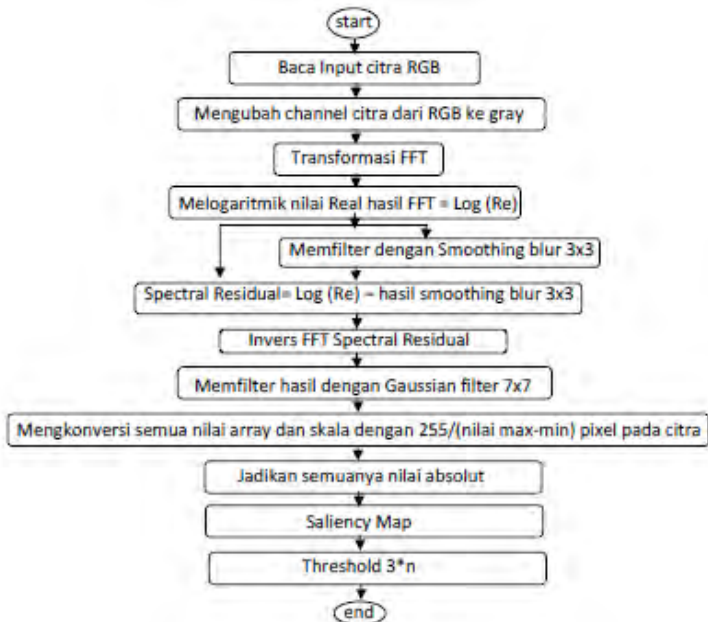 start
Baca Input citra RGB
Mengubah channel citra dari RGB ke gray
Transformasi FFT
Melogaritmik nilai Real hasil FFT = Log (Re)
Memfilter dengan Smoothing blur 3x3
Spectral Residual= Log (Re) – hasil smoothing blur 3x3
Invers FFT Spectral Residual
Memfilter hasil dengan Gaussian filter 7x7
Mengkonversi semua nilai array dan skala dengan 255/(nilai max-min) pixel pada citra
Jadikan semuanya nilai absolut
Saliency Map
Threshold 3*n
end